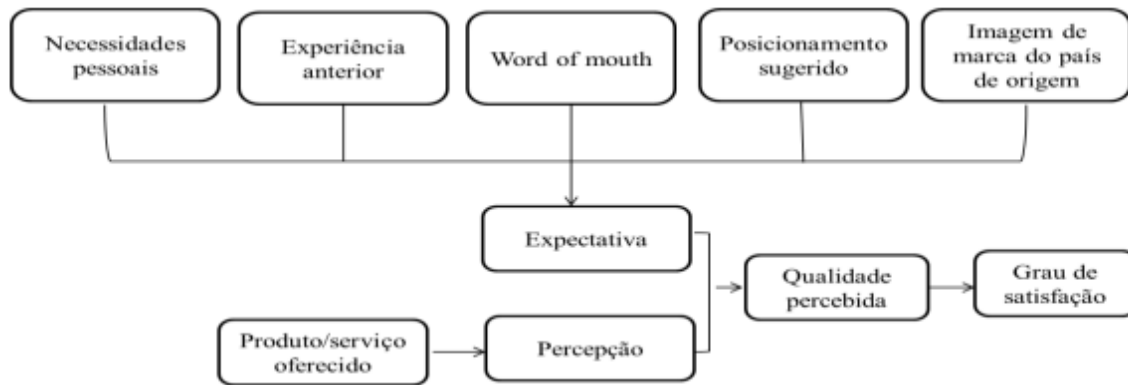 Necessidades
pessoais
Experiência
anterior
Word of mouth
Posicionamento
sugerido
Imagem de
marca do país
de origem
Expectativa
Qualidade
percebida
Grau de
satisfação
Produto/serviço
oferecido
Percepção